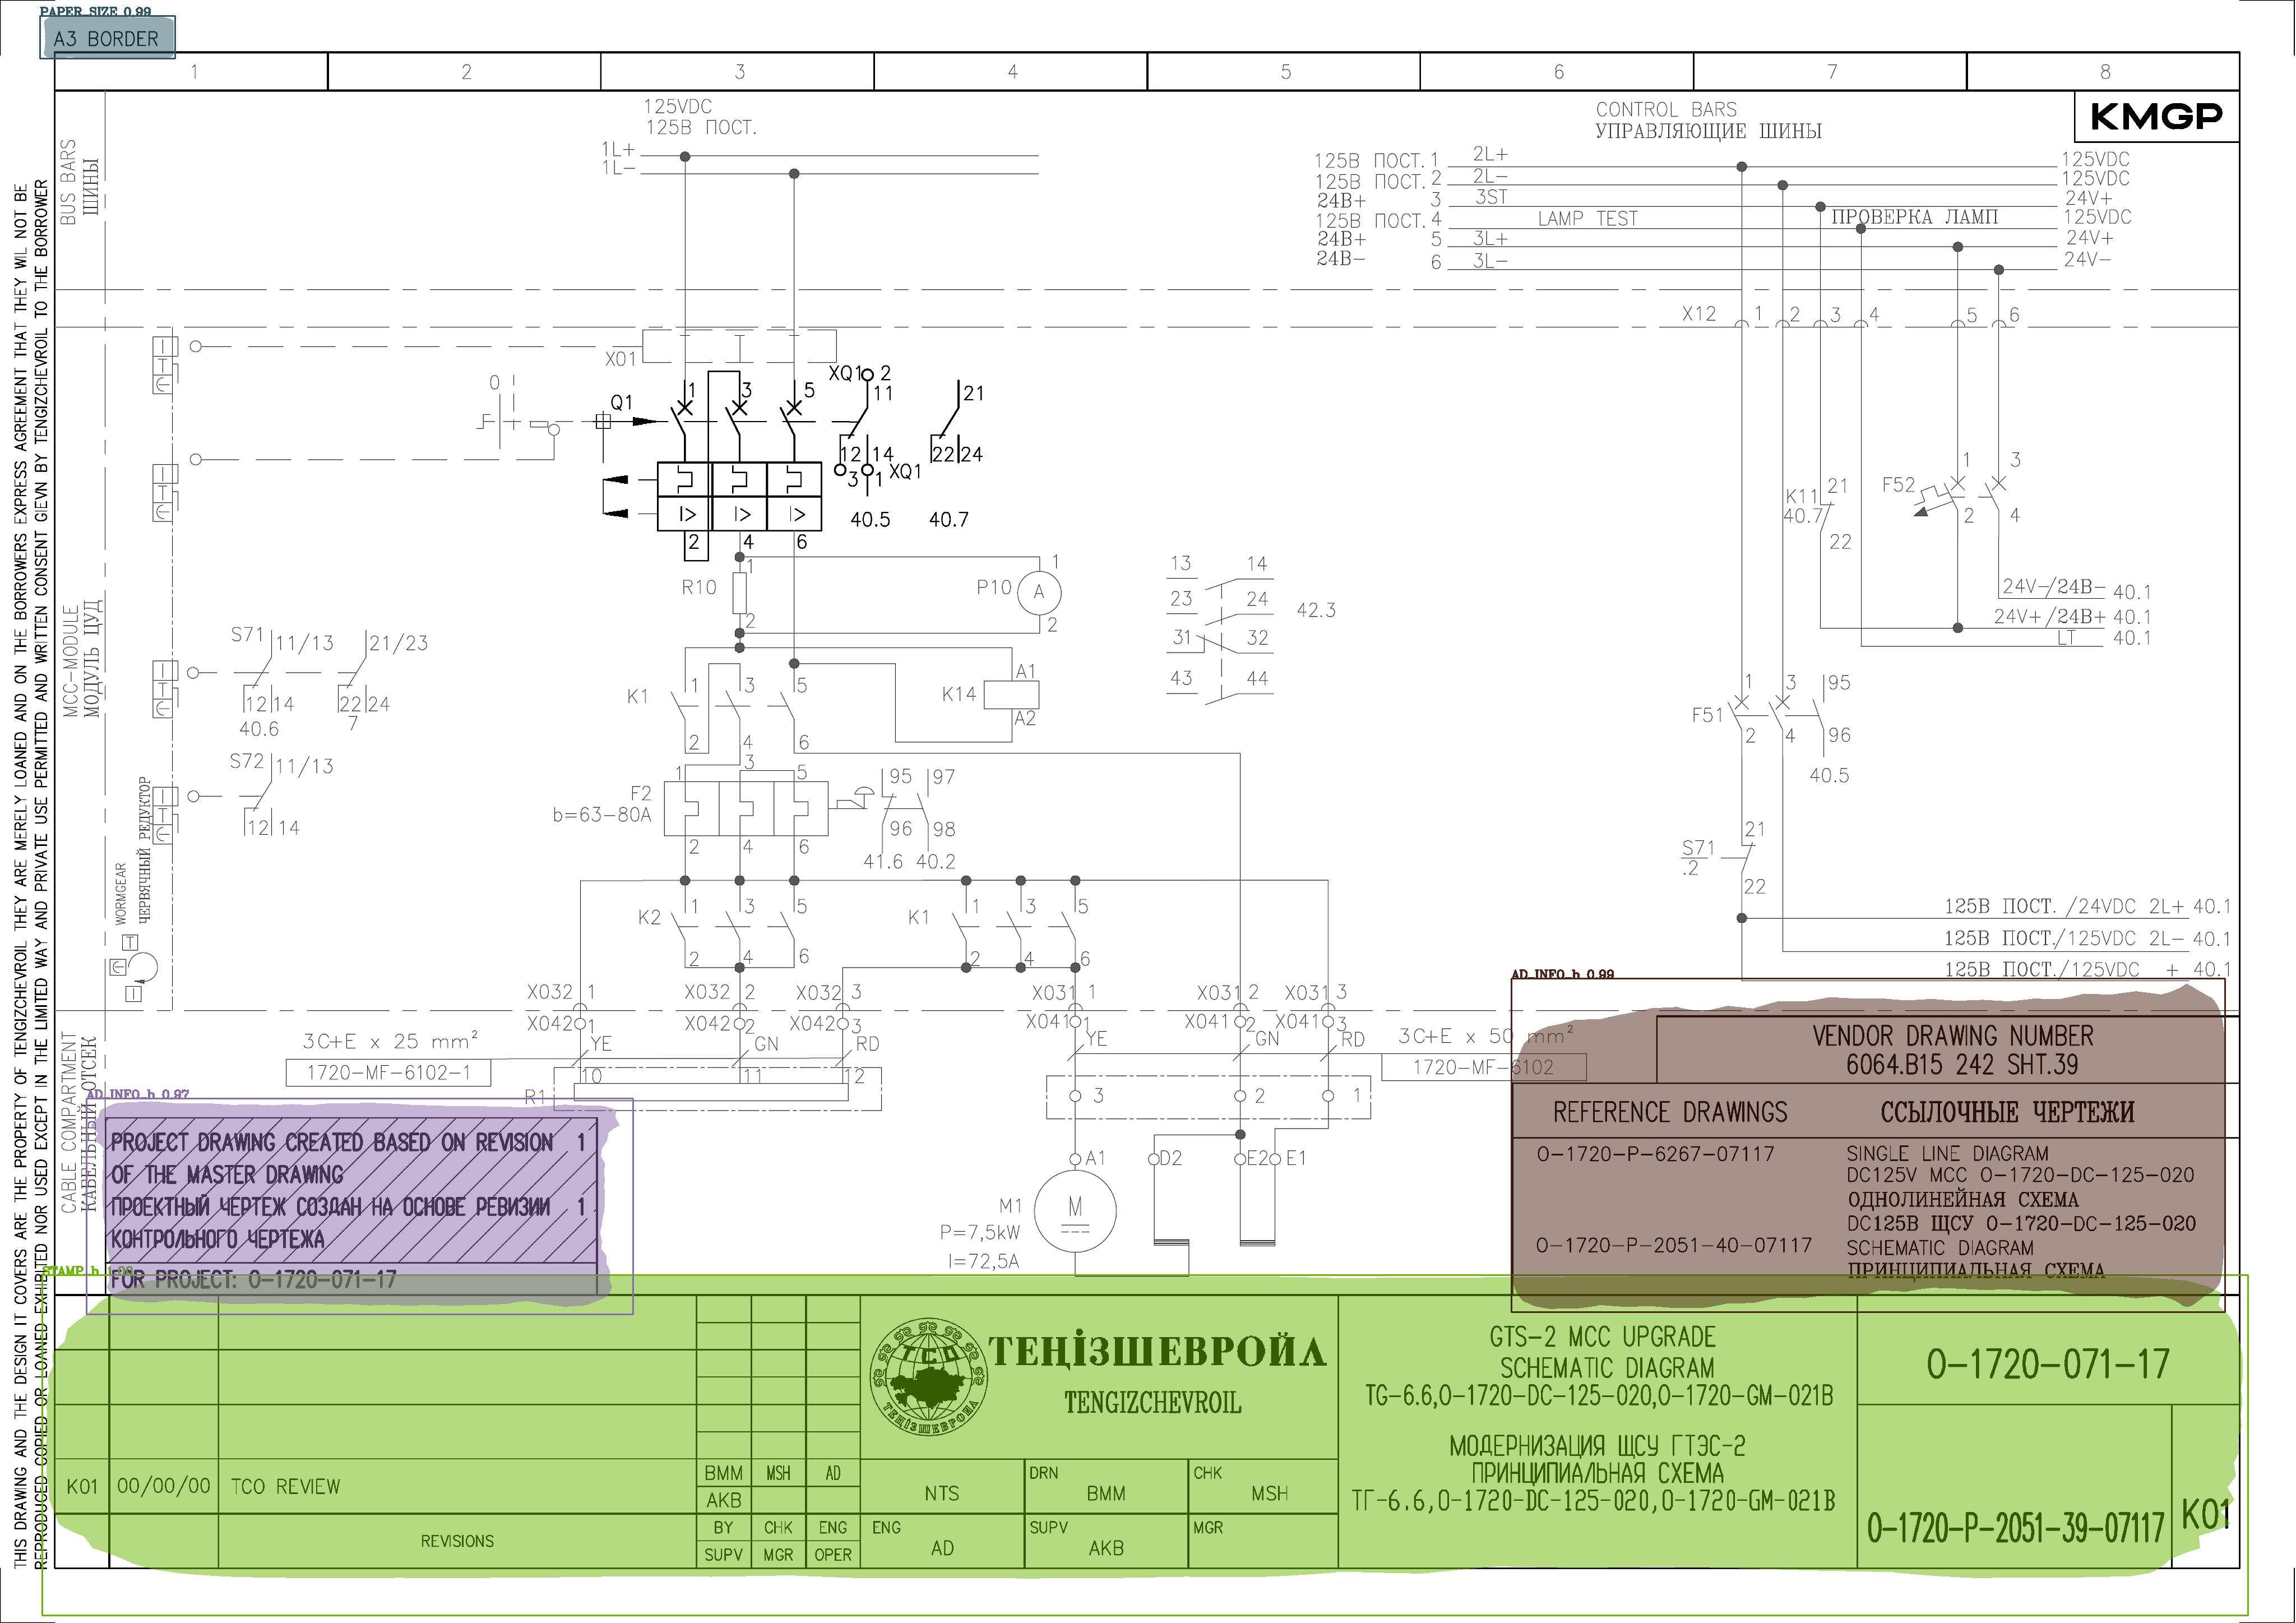 PAPER_SIZE 0.99
A3 BORDER
1 2 3 4 5 6 7 8
KMGP
THIS DRAWING AND THE DESIGN IT COVERS ARE THE PROPERTY OF TENGIZCHEVROIL THEY ARE MERELY LOANED AND ON THE BORROWERS EXPRESS AGREEMENT THAT THEY WIL NOT BE
REPRODUCED COPIED OR LOANED EXHIBITED NOR USED EXCEPT IN THE LIMITED WAY AND PRIVATE USE PERMITTED AND WRITTEN CONSENT GIEVN BY TENGIZCHEVROIL TO THE BORROWER
BUS BARS
ШИНЫ
MCC-MODULE
МОДУЛЬ ЦУД
WORMGEAR
ЧЕРВЯЧНЫЙ РЕДУКТОР
CABLE COMPARTMENT
КАБЕЛЬНЫЙ ОТСЕК
125VDC
125В ПОСТ.
1L+
1L-
CONTROL BARS
УПРАВЛЯЮЩИЕ ШИНЫ
125В ПОСТ. 1 2L+ 125VDC
125В ПОСТ. 2 2L- 125VDC
24В+ 3 3ST 24V+
125В ПОСТ. 4 LAMP TEST ПРОВЕРКА ЛАМП 125VDC
24В+ 5 3L+ 24V+
24В- 6 3L- 24V-
X12 1 2 3 4 5 6
X01
XQ1 2
0
Q1 1 3 5 11 21
12 14 22 24
3 1 XQ1
I> I> I> 40.5 40.7
2 4 6
R10 1 2
P10 A 1 2
13 14
23 24 42.3
31 32
43 44
K11 21
40.7
22
F52 1 3
2 4
24V-/24В- 40.1
24V+/24В+ 40.1
LT 40.1
S71 11/13 21/23
12 14 22 24
40.6 7
S72 11/13
12 14
K1 1 3 5
2 4 6
K14 A1
A2
F51 1 3 95
2 4 96
40.5
F2 1 3 5
b=63-80A
2 4 6
95 97
96 98
41.6 40.2
S71 21
.2
22
K2 1 3 5
2 4 6
K1 1 3 5
2 4 6
125В ПОСТ. /24VDC 2L+ 40.1
125В ПОСТ./125VDC 2L- 40.1
125В ПОСТ./125VDC + 40.1
X032 1 X032 2 X032 3 X031 1 X031 2 X031 3
X042 1 X042 2 X042 3 X041 1 X041 2 X041 3
YE GN RD YE GN RD
3C+E x 25 mm²
1720-MF-6102-1
3C+E x 50 mm²
1720-MF-6102
R1 10 11 12
3 2 1
A1 D2 E2 E1
M1 M
P=7,5kW
I=72,5A
AD_INFO_h 0.97
PROJECT DRAWING CREATED BASED ON REVISION 1
OF THE MASTER DRAWING
ПРОЕКТНЫЙ ЧЕРТЕЖ СОЗДАН НА ОСНОВЕ РЕВИЗИИ 1
КОНТРОЛЬНОГО ЧЕРТЕЖА
FOR PROJECT: O-1720-071-17
AD_INFO_h 0.99
VENDOR DRAWING NUMBER
6064.B15 242 SHT.39
REFERENCE DRAWINGS ССЫЛОЧНЫЕ ЧЕРТЕЖИ
O-1720-P-6267-07117 SINGLE LINE DIAGRAM
DC125V MCC O-1720-DC-125-020
ОДНОЛИНЕЙНАЯ СХЕМА
DC125В ЩСУ O-1720-DC-125-020
O-1720-P-2051-40-07117 SCHEMATIC DIAGRAM
ПРИНЦИПИАЛЬНАЯ СХЕМА
K01 00/00/00 TCO REVIEW
REVISIONS
BMM MSH AD
AKB
BY CHK ENG
SUPV MGR OPER
TCO
ТЕҢІЗШЕВРОЙЛ
ТЕҢІЗШЕВРОЙЛ
TENGIZCHEVROIL
NTS
DRN
BMM
CHK
MSH
ENG
AD
SUPV
AKB
MGR
GTS-2 MCC UPGRADE
SCHEMATIC DIAGRAM
TG-6.6,O-1720-DC-125-020,O-1720-GM-021B
МОДЕРНИЗАЦИЯ ЩСУ ГТЭС-2
ПРИНЦИПИАЛЬНАЯ СХЕМА
ТГ-6.6,O-1720-DC-125-020,O-1720-GM-021B
O-1720-071-17
O-1720-P-2051-39-07117
K01